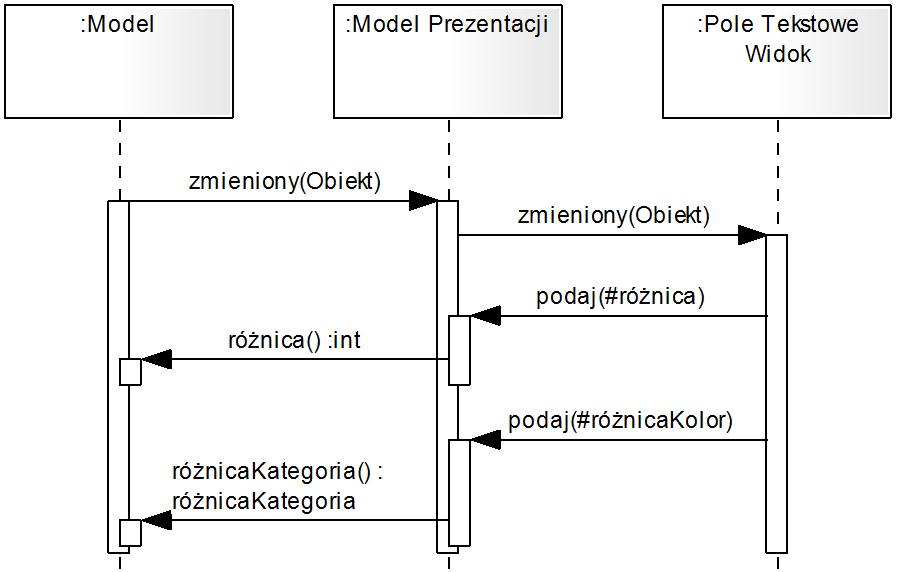 :Model
:Model Prezentacji
:Pole Tekstowe
Widok
zmieniony(Obiekt)
zmieniony(Obiekt)
podaj(#różnica)
różnica() :int
podaj(#różnicaKolor)
różnicaKategoria() :
różnicaKategoria